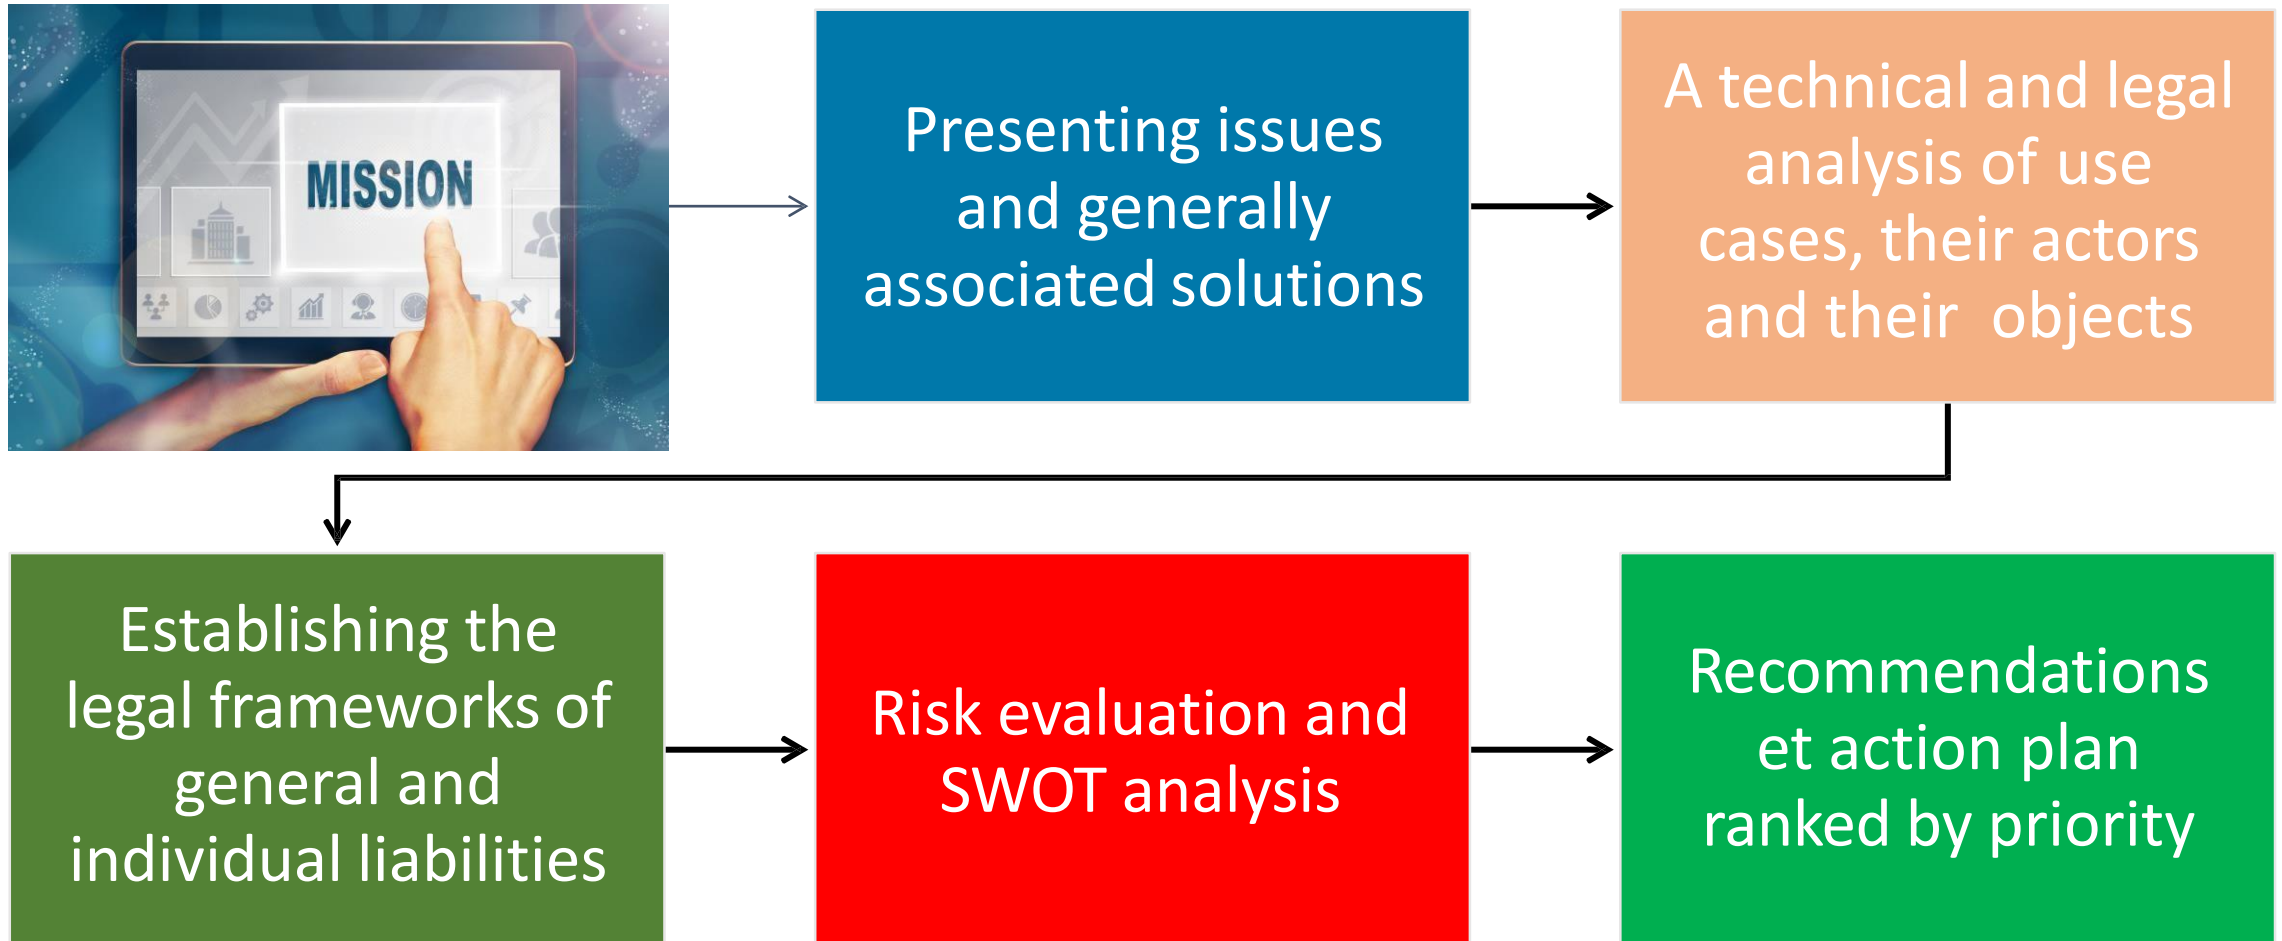 MISSION
Presenting issues
and generally
associated solutions
A technical and legal
analysis of use
cases, their actors
and their  objects
Establishing the
legal frameworks of
general and
individual liabilities
Risk evaluation and
SWOT analysis
Recommendations
et action plan
ranked by priority